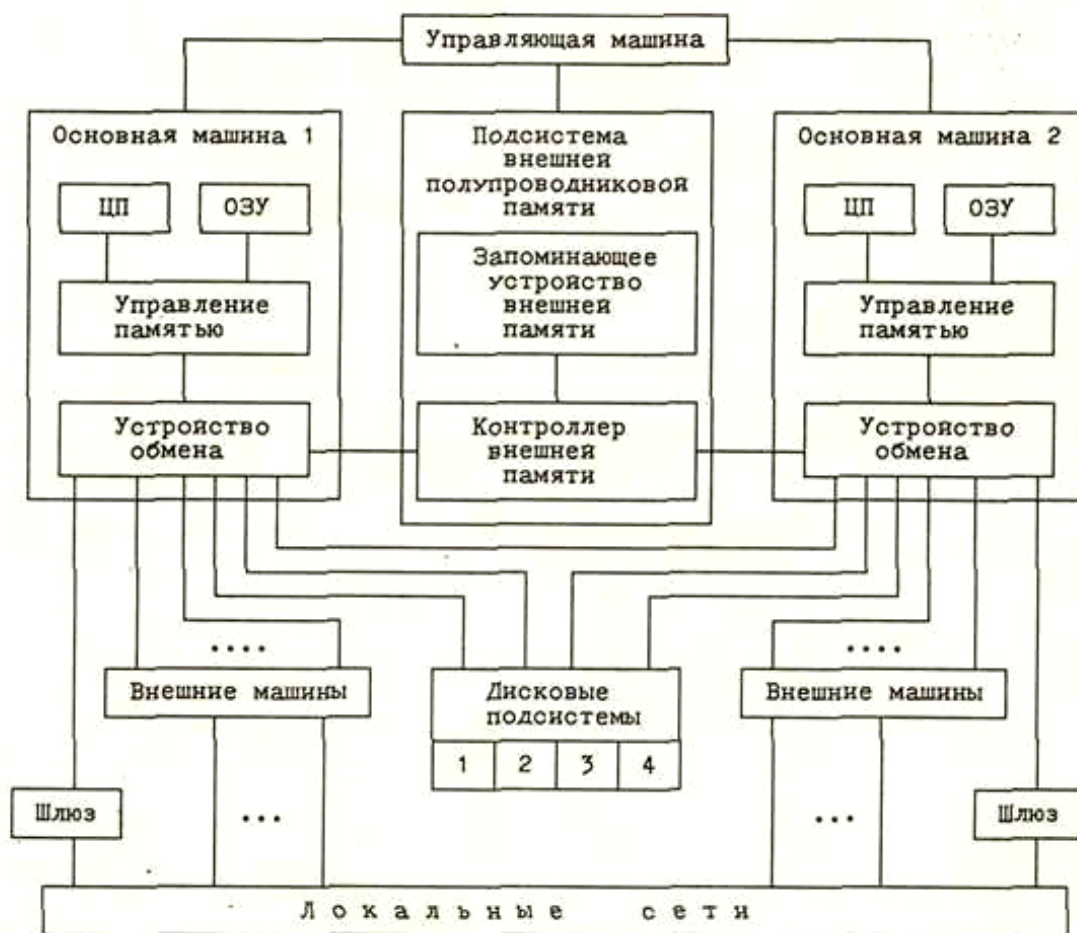 Управляющая машина
Основная машина 1
ЦП
ОЗУ
Управление
памятью
Устройство
обмена
Подсистема
внешней
полупроводниковой
памяти
Запоминающее
устройство
внешней
памяти
Контроллер
внешней
памяти
Основная машина 2
ЦП
ОЗУ
Управление
памятью
Устройство
обмена
....
Внешние машины
Дисковые
подсистемы
1 2 3 4
....
Внешние машины
Шлюз
...
...
Шлюз
Локальные сети